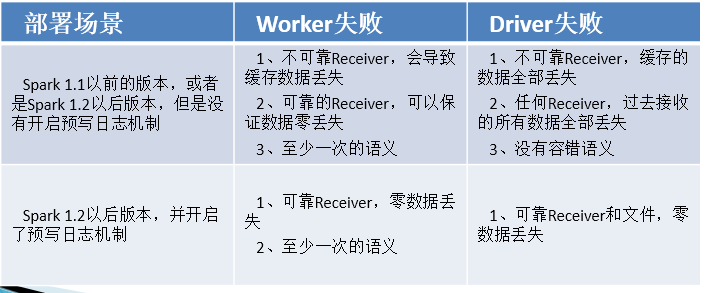 部署场景
Worker失败
Driver失败
Spark 1.1以前的版本，或者
是Spark 1.2以后版本，但是没
有开启预写日志机制
1、不可靠Receiver，会导致
缓存数据丢失
2、可靠的Receiver，可以保
证数据零丢失
3、至少一次的语义
1、不可靠Receiver，缓存的
数据全部丢失
2、任何Receiver，过去接收
的所有数据全部丢失
3、没有容错语义
Spark 1.2以后版本，并开启
了预写日志机制
1、可靠Receiver，零数据丢
失
2、至少一次的语义
1、可靠Receiver和文件，零
数据丢失